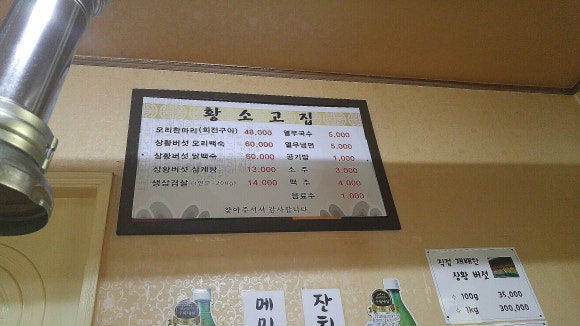 황 소 고 집
오리한마리 (회전구이) 48,000 열무국수 5,000
상황버섯 오리백숙 60,000 열무냉면 5,000
상황버섯 닭백숙 60,000 공기밥 1,000
상황버섯 삼계탕 13,000 소 주 3,000
생삼겹살 14,000 맥 주 4,000
음료수 1,000
찾아주셔서 감사합니다
직접 재배한
상황 버섯
100g 35,000
1kg 300,000
메 잔